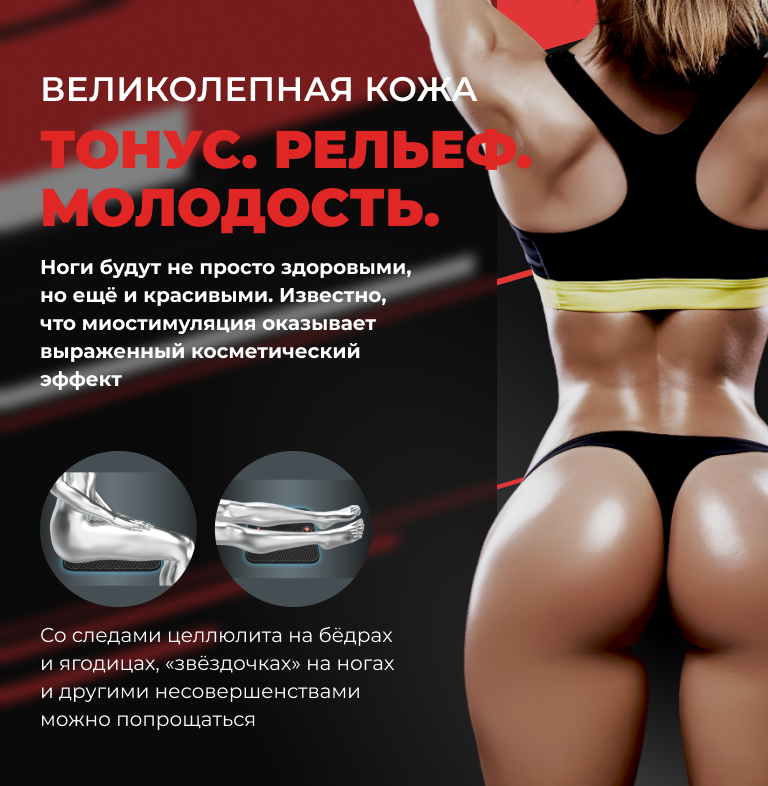 ВЕЛИКОЛЕПНАЯ КОЖА
ТОНУС. РЕЛЬЕФ.
МОЛОДОСТЬ.
Ноги будут не просто здоровыми,
но ещё и красивыми. Известно,
что миостимуляция оказывает
выраженный косметический
эффект
Со следами целлюлита на бёдрах
и ягодицах, «звёздочках» на ногах
и другими несовершенствами
можно попрощаться